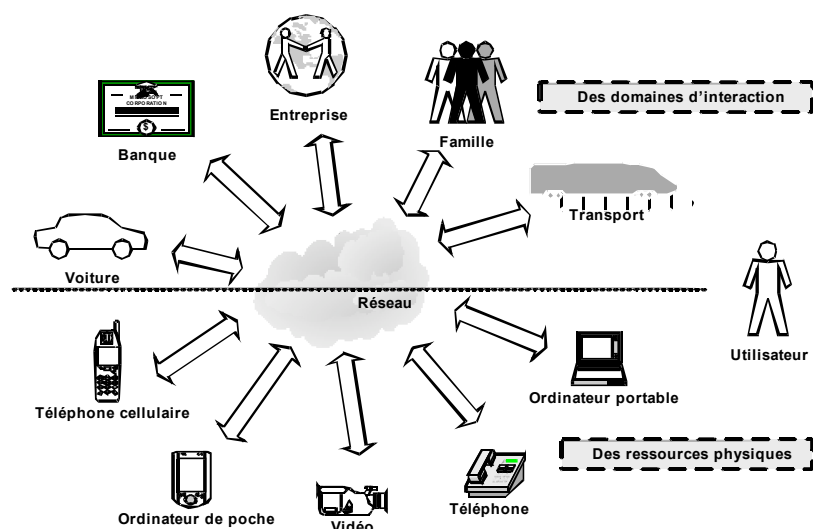 MICROSOFT
CORPORATION
$
Banque
Entreprise
Famille
Des domaines d'interaction
Transport
Voiture
Réseau
Utilisateur
Téléphone cellulaire
Ordinateur portable
Des ressources physiques
Ordinateur de poche
Vidéo
Téléphone